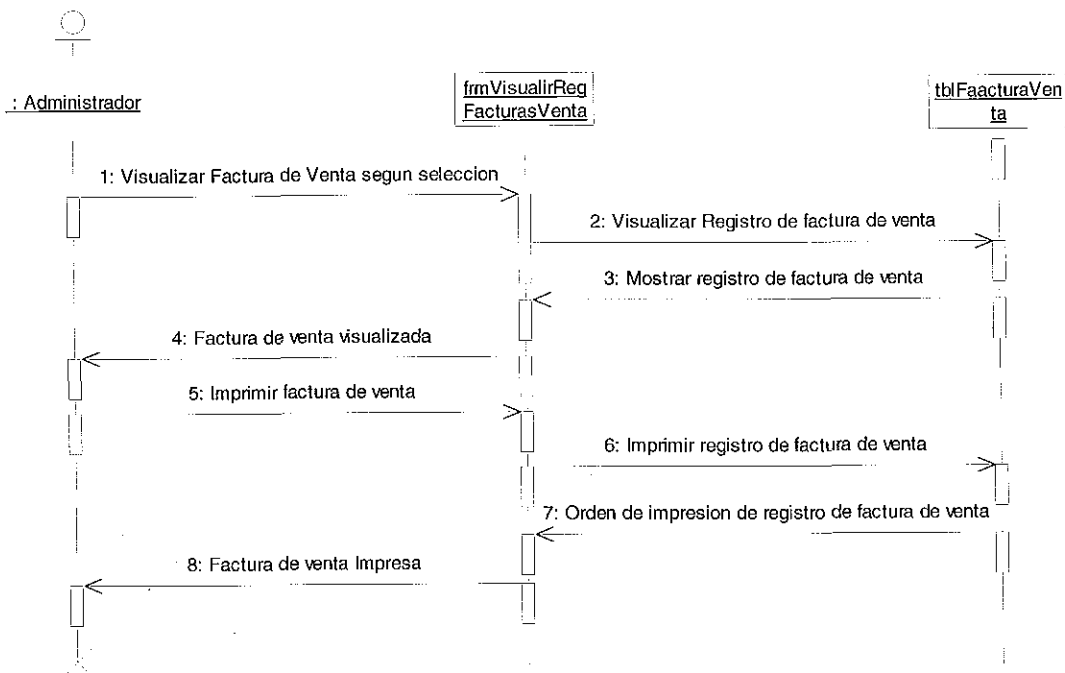 : Administrador
frmVisualirReg
FacturasVenta
tblFaacturaVen
ta
1: Visualizar Factura de Venta segun seleccion
2: Visualizar Registro de factura de venta
3: Mostrar registro de factura de venta
4: Factura de venta visualizada
5: Imprimir factura de venta
6: Imprimir registro de factura de venta
7: Orden de impresion de registro de factura de venta
8: Factura de venta Impresa